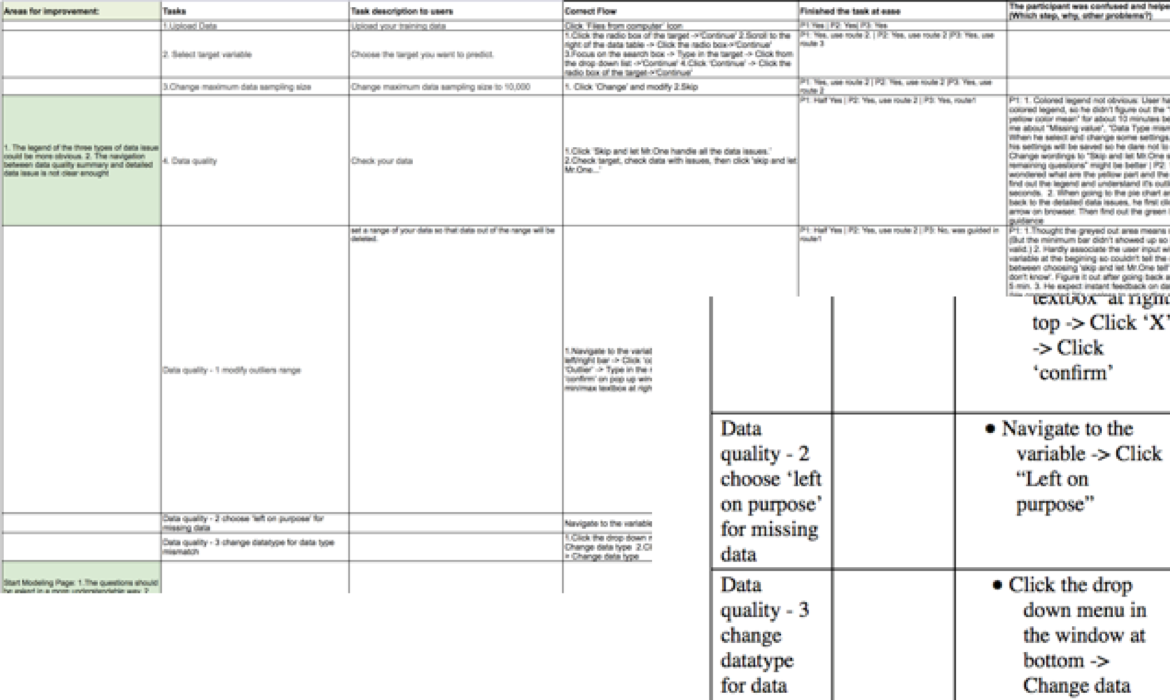 Areas for improvement:
Tasks
Task description to users
Correct Flow
Finished the task at ease
The participant was confused and helpe
(Which step, why, other problems?)
1.Upload Data
Upload your training data
Click 'Files from computer' icon
P1:Yes | P2: Yes| P3: Yes
2. Select target variable
Choose the target you want to predict.
1.Click the radio box of the target ->'Continue' 2.Scroll to the
right of the data table -> Click the radio box->'Continue'
3.Focus on the search box -> Type in the target -> Click from
the drop down list ->'Continue' 4.Click 'Continue' -> Click the
radio box of the target->'Continue'
P1: Yes, use route 2. | P2: Yes, use route 2 |P3: Yes, use
route 3
3.Change maximum data sampling size
Change maximum data sampling size to 10,000
1. Click 'Change' and modify 2.Skip
P1: Yes, use route 2 | P2: Yes, use route 2 |P3: Yes, use
route 2
1. The legend of the three types of data issue
could be more obvious. 2. The navigation
between data quality summary and detailed
data issue is not clear enought
4. Data quality
Check your data
1.Click 'Skip and let Mr.One handle all the data issues.'
2.Check target, check data with issues, then click 'skip and let
Mr.One...'
P1: Half Yes | P2: Yes, use route 2 | P3: Yes, route1
P1: 1. Colored legend not obvious: User ha
colored legend, so he didn't figure out the "
yellow color mean" for about 10 minutes be
me about "Missing value", "Data Type mism
When he select and change some settings,
his settings will be saved so he dare not to
Change wordings to "Skip and let Mr.One s
remaining questions" might be better | P2:
wondered what are the yellow part and the
find out the legend and understand it's outli
seconds. 2. When going to the pie chart an
back to the detailed data issues, he first clic
arrow on browser. Then find out the green
guidance
Data quality - 1 modify outliers range
set a range of your data so that data out of the range will be
deleted.
1.Navigate to the variat
left/right bar -> Click 'co
'Outlier' -> Type in the r
'confirm' on pop up win
min/max textbox at righ
P1: Half Yes | P2: Yes, use route 2 | P3: No, was guided in
route1
P1: 1.Thought the greyed out area means
(But the minimum bar didn't showed up so
valid.) 2. Hardly associate the user input wi
variable at the begining so couldn't tell the
between choosing 'skip and let Mr.One tell'
don't know'. Figure it out after going back a
5 min. 3. He expect instant feedback on da
Data quality - 2 choose 'left on purpose' for
missing data
Navigate to the variable
Data quality - 3 change datatype for data type
mismatch
1.Click the drop down r
Change data type 2.Cl
> Change data type
Start Modeling Page: 1.The questions should
be asked in a more understandable way. 2.
textbox at right
top -> Click ‘X’
-> Click
‘confirm’
Data
quality - 2
choose ‘left
on purpose’
for missing
data
● Navigate to the
variable -> Click
“Left on
purpose”
Data
quality - 3
change
datatype
for data
● Click the drop
down menu in
the window at
bottom ->
Change data